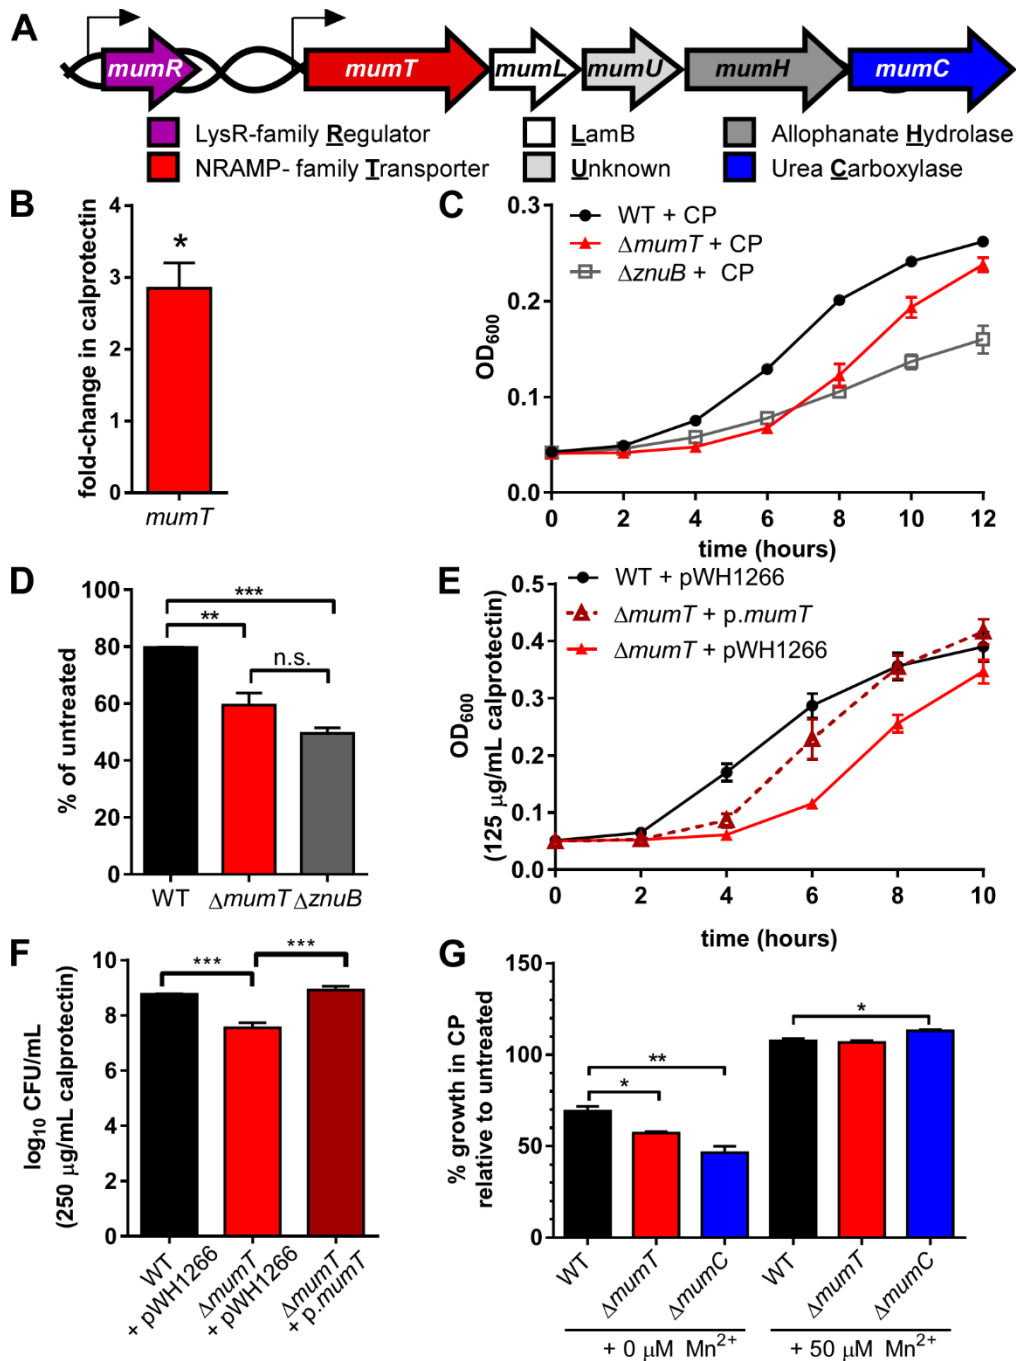 A
mumR mumT mumL mumU mumH mumC
LysR-family Regulator LamB Allophanate Hydrolase
NRAMP- family Transporter Unknown Urea Carboxylase
B
fold-change in calprotectin
4
3
2
1
0
*
mumT
C
WT + CP
ΔmumT + CP
ΔznuB + CP
OD600
0.3
0.2
0.1
0.0
0 2 4 6 8 10 12
time (hours)
D
% of untreated
100
80
60
40
20
0
***
**
n.s.
WT ΔmumT ΔznuB
E
WT + pWH1266
ΔmumT + p.mumT
ΔmumT + pWH1266
OD600
(125 μg/mL calprotectin)
0.5
0.4
0.3
0.2
0.1
0.0
0 2 4 6 8 10
time (hours)
F
log10 CFU/mL
(250 μg/mL calprotectin)
10
8
6
4
2
0
*** ***
WT
+ pWH1266
ΔmumT
+ pWH1266
ΔmumT
+ p.mumT
G
% growth in CP
relative to untreated
150
100
50
0
**
*
*
WT ΔmumT ΔmumC WT ΔmumT ΔmumC
+ 0 μM Mn2+ + 50 μM Mn2+